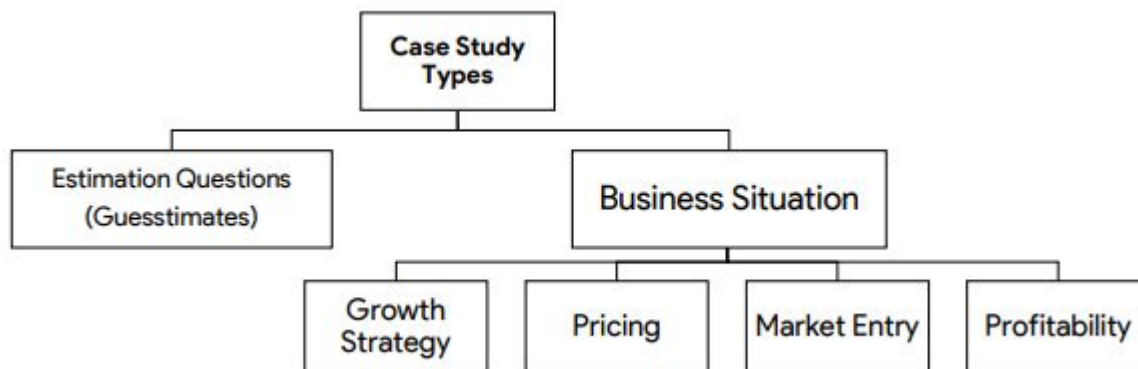 Case Study
Types
Estimation Questions
(Guesstimates)
Business Situation
Growth
Strategy
Pricing
Market Entry
Profitability